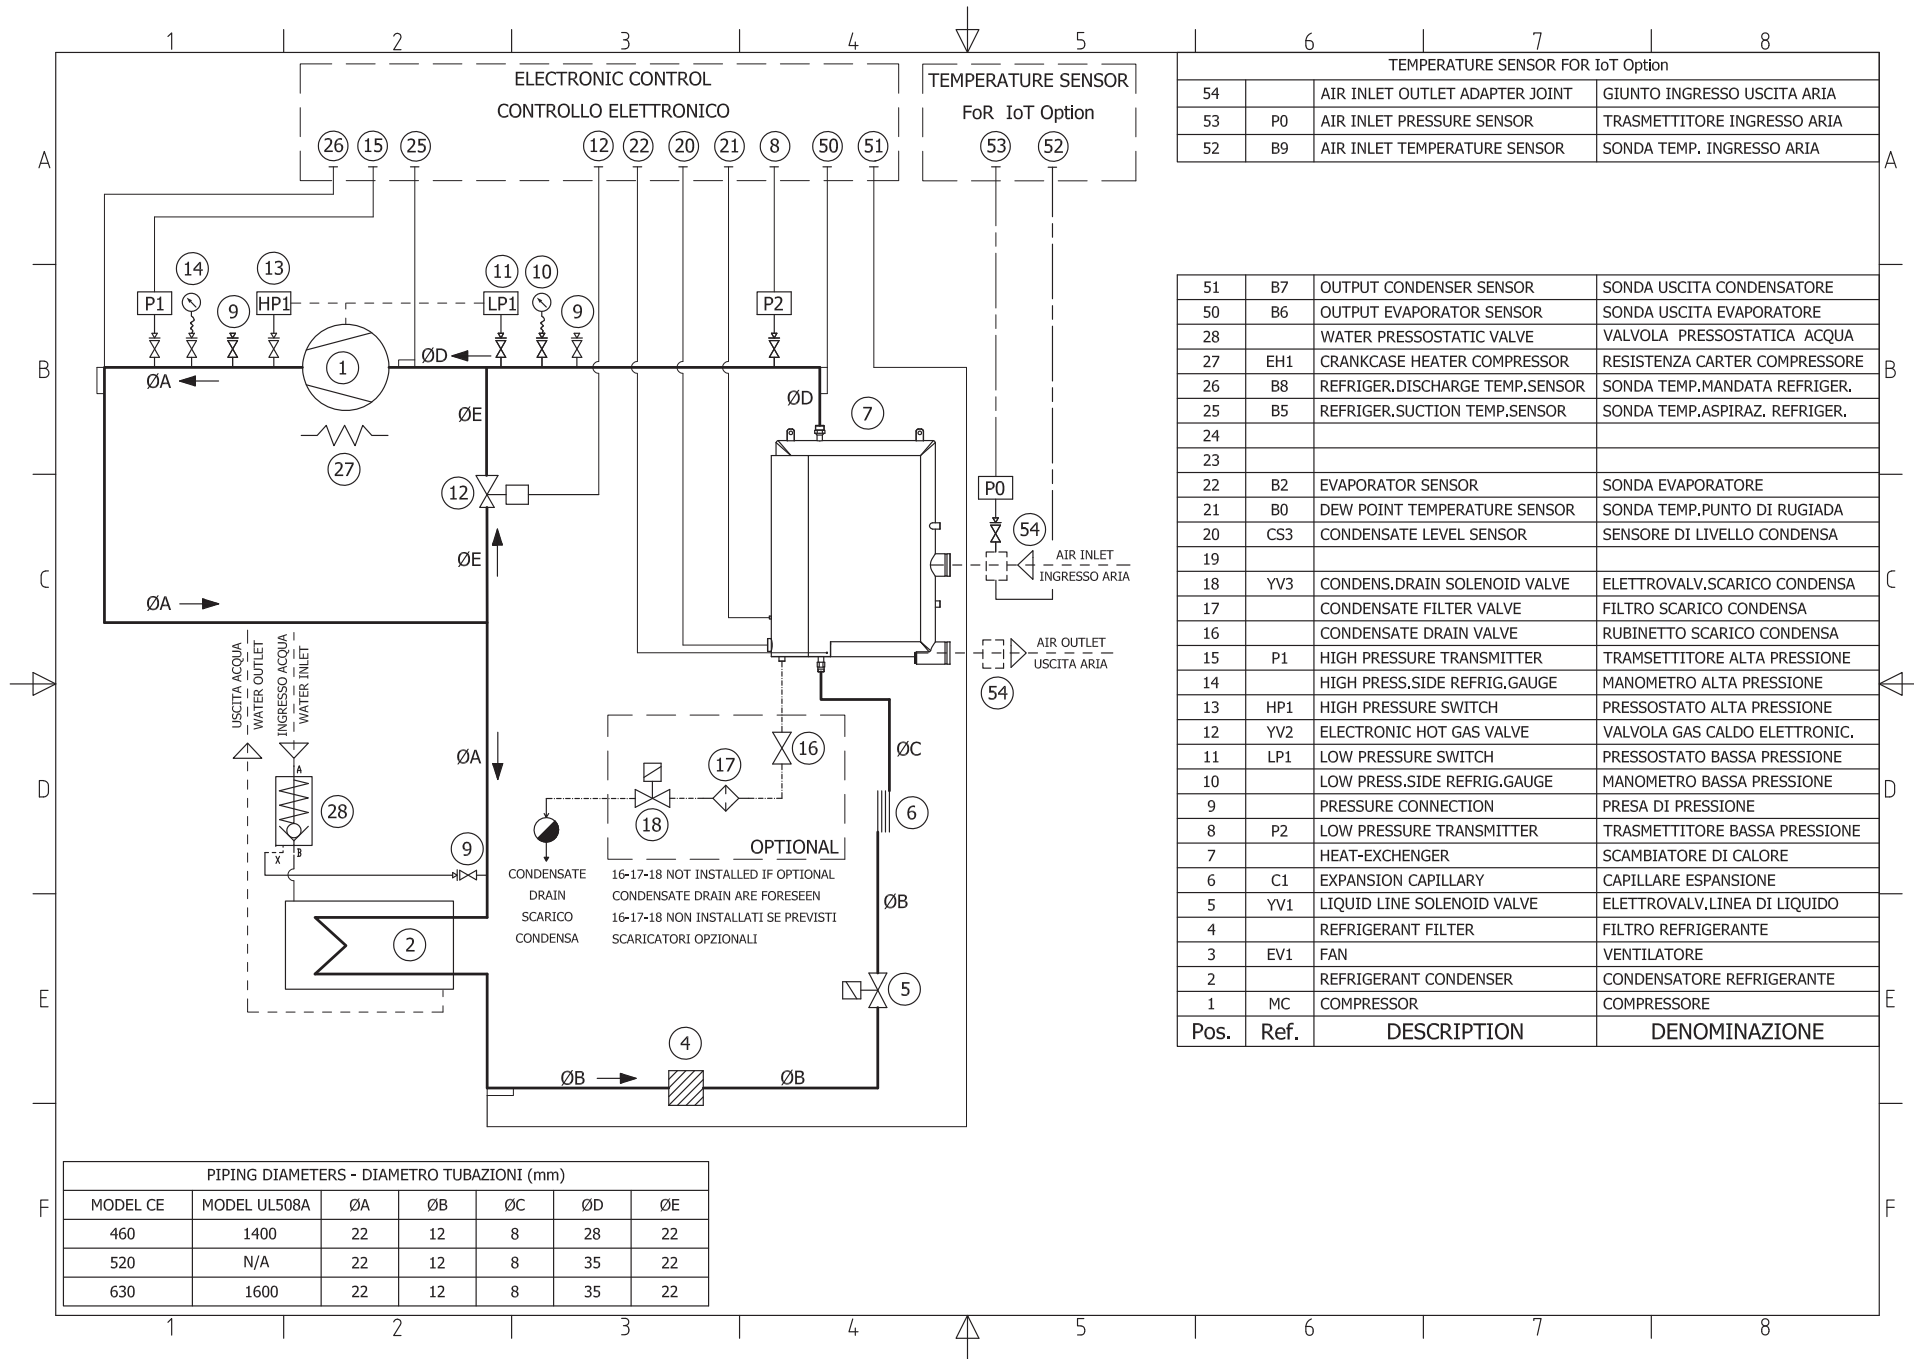 1 2 3 4 5 6 7 8
A B C D E F
ELECTRONIC CONTROL
CONTROLLO ELETTRONICO
26 15 25 12 22 20 21 8 50 51
TEMPERATURE SENSOR
FoR IoT Option
53 52
14 13 11 10
P1 9 HP1 LP1 9 P2
1
ØA ØD
ØD 7
ØE
27
12
P0
54
ØE
AIR INLET
INGRESSO ARIA
ØA
AIR OUTLET
USCITA ARIA
54
USCITA ACQUA
WATER OUTLET
INGRESSO ACQUA
WATER INLET
ØA
16
17
18
OPTIONAL
ØC
6
A
28
B
X
9
CONDENSATE
DRAIN
SCARICO
CONDENSA
16-17-18 NOT INSTALLED IF OPTIONAL
CONDENSATE DRAIN ARE FORESEEN
16-17-18 NON INSTALLATI SE PREVISTI
SCARICATORI OPZIONALI
ØB
2
5
4
ØB ØB
TEMPERATURE SENSOR FOR IoT Option
54 AIR INLET OUTLET ADAPTER JOINT GIUNTO INGRESSO USCITA ARIA
53 P0 AIR INLET PRESSURE SENSOR TRASMETTITORE INGRESSO ARIA
52 B9 AIR INLET TEMPERATURE SENSOR SONDA TEMP. INGRESSO ARIA
51 B7 OUTPUT CONDENSER SENSOR SONDA USCITA CONDENSATORE
50 B6 OUTPUT EVAPORATOR SENSOR SONDA USCITA EVAPORATORE
28 WATER PRESSOSTATIC VALVE VALVOLA PRESSOSTATICA ACQUA
27 EH1 CRANKCASE HEATER COMPRESSOR RESISTENZA CARTER COMPRESSORE
26 B8 REFRIGER.DISCHARGE TEMP.SENSOR SONDA TEMP.MANDATA REFRIGER.
25 B5 REFRIGER.SUCTION TEMP.SENSOR SONDA TEMP.ASPIRAZ. REFRIGER.
24
23
22 B2 EVAPORATOR SENSOR SONDA EVAPORATORE
21 B0 DEW POINT TEMPERATURE SENSOR SONDA TEMP.PUNTO DI RUGIADA
20 CS3 CONDENSATE LEVEL SENSOR SENSORE DI LIVELLO CONDENSA
19
18 YV3 CONDENS.DRAIN SOLENOID VALVE ELETTROVALV.SCARICO CONDENSA
17 CONDENSATE FILTER VALVE FILTRO SCARICO CONDENSA
16 CONDENSATE DRAIN VALVE RUBINETTO SCARICO CONDENSA
15 P1 HIGH PRESSURE TRANSMITTER TRAMSETTITORE ALTA PRESSIONE
14 HIGH PRESS.SIDE REFRIG.GAUGE MANOMETRO ALTA PRESSIONE
13 HP1 HIGH PRESSURE SWITCH PRESSOSTATO ALTA PRESSIONE
12 YV2 ELECTRONIC HOT GAS VALVE VALVOLA GAS CALDO ELETTRONIC.
11 LP1 LOW PRESSURE SWITCH PRESSOSTATO BASSA PRESSIONE
10 LOW PRESS.SIDE REFRIG.GAUGE MANOMETRO BASSA PRESSIONE
9 PRESSURE CONNECTION PRESA DI PRESSIONE
8 P2 LOW PRESSURE TRANSMITTER TRASMETTITORE BASSA PRESSIONE
7 HEAT-EXCHENGER SCAMBIATORE DI CALORE
6 C1 EXPANSION CAPILLARY CAPILLARE ESPANSIONE
5 YV1 LIQUID LINE SOLENOID VALVE ELETTROVALV.LINEA DI LIQUIDO
4 REFRIGERANT FILTER FILTRO REFRIGERANTE
3 EV1 FAN VENTILATORE
2 REFRIGERANT CONDENSER CONDENSATORE REFRIGERANTE
1 MC COMPRESSOR COMPRESSORE
Pos. Ref. DESCRIPTION DENOMINAZIONE
PIPING DIAMETERS - DIAMETRO TUBAZIONI (mm)
MODEL CE MODEL UL508A ØA ØB ØC ØD ØE
460 1400 22 12 8 28 22
520 N/A 22 12 8 35 22
630 1600 22 12 8 35 22
A B C D E F
1 2 3 4 5 6 7 8